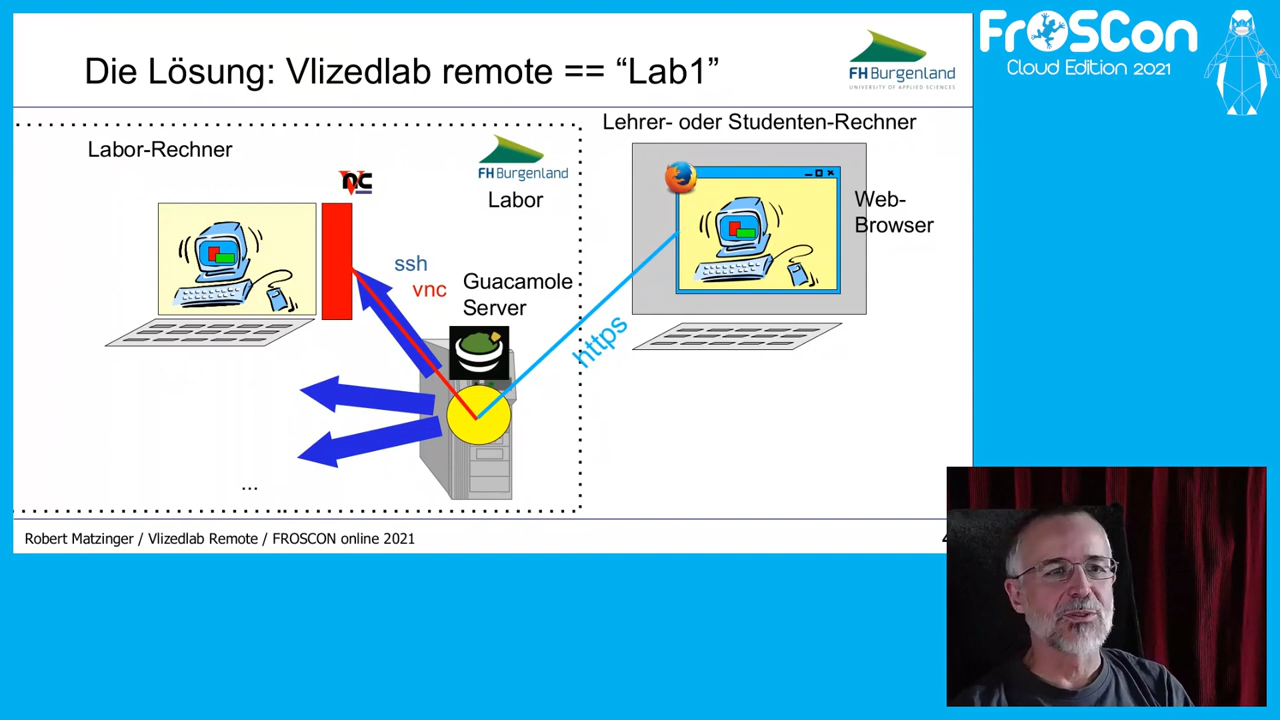 Die Lösung: Vlizedlab remote == “Lab1”
FH Burgenland
UNIVERSITY OF APPLIED SCIENCES
FrOSCon
Cloud Edition 2021
Labor-Rechner
VNC
FH Burgenland
Labor
Lehrer- oder Studenten-Rechner
Web-
Browser
ssh
vnc
Guacamole
Server
https
...
Robert Matzinger / Vlizedlab Remote / FROSCON online 2021